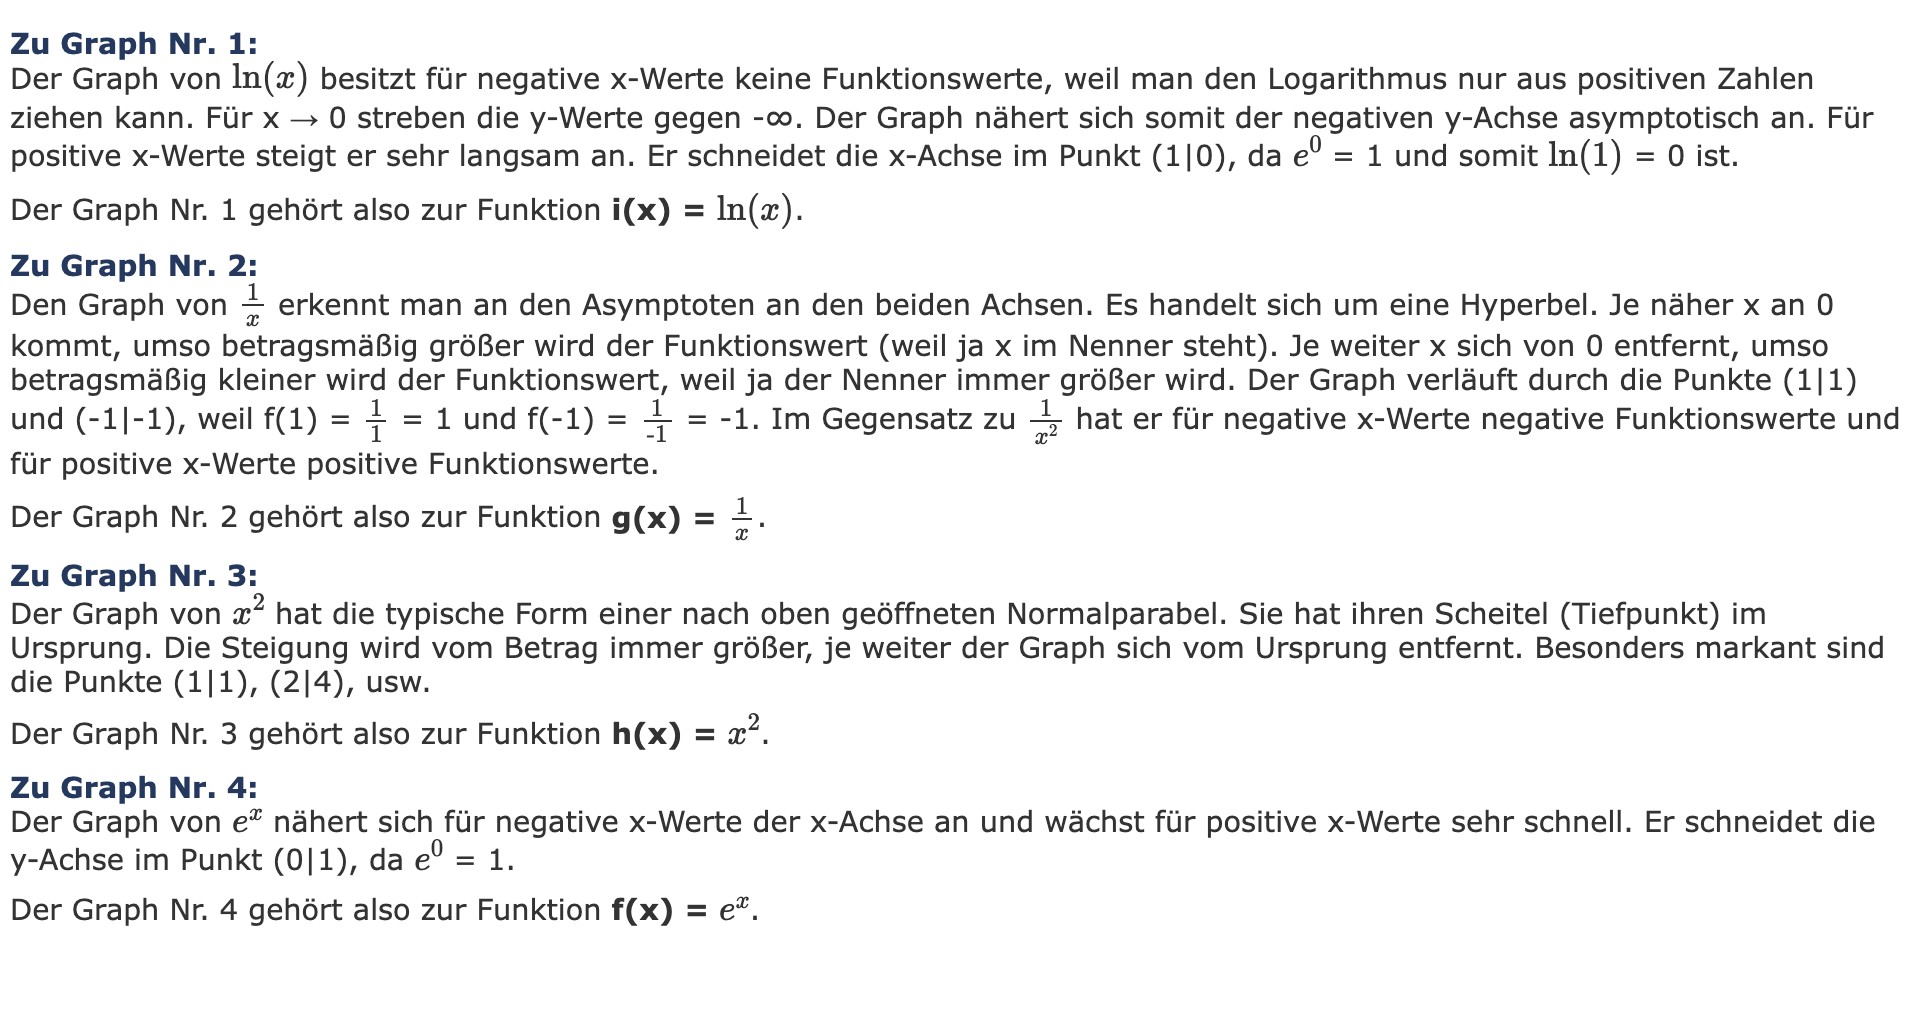 Zu Graph Nr. 1:
Der Graph von ln(x) besitzt für negative x-Werte keine Funktionswerte, weil man den Logarithmus nur aus positiven Zahlen
ziehen kann. Für x → 0 streben die y-Werte gegen -∞. Der Graph nähert sich somit der negativen y-Achse asymptotisch an. Für
positive x-Werte steigt er sehr langsam an. Er schneidet die x-Achse im Punkt (1|0), da e⁰ = 1 und somit ln(1) = 0 ist.
Der Graph Nr. 1 gehört also zur Funktion i(x) = ln(x).
Zu Graph Nr. 2:
Den Graph von 1/x erkennt man an den Asymptoten an den beiden Achsen. Es handelt sich um eine Hyperbel. Je näher x an 0
kommt, umso betragsmäßig größer wird der Funktionswert (weil ja x im Nenner steht). Je weiter x sich von 0 entfernt, umso
betragsmäßig kleiner wird der Funktionswert, weil ja der Nenner immer größer wird. Der Graph verläuft durch die Punkte (1|1)
und (-1|-1), weil f(1) = 1/1 = 1 und f(-1) = 1/-1 = -1. Im Gegensatz zu 1/x² hat er für negative x-Werte negative Funktionswerte und
für positive x-Werte positive Funktionswerte.
Der Graph Nr. 2 gehört also zur Funktion g(x) = 1/x.
Zu Graph Nr. 3:
Der Graph von x² hat die typische Form einer nach oben geöffneten Normalparabel. Sie hat ihren Scheitel (Tiefpunkt) im
Ursprung. Die Steigung wird vom Betrag immer größer, je weiter der Graph sich vom Ursprung entfernt. Besonders markant sind
die Punkte (1|1), (2|4), usw.
Der Graph Nr. 3 gehört also zur Funktion h(x) = x².
Zu Graph Nr. 4:
Der Graph von eˣ nähert sich für negative x-Werte der x-Achse an und wächst für positive x-Werte sehr schnell. Er schneidet die
y-Achse im Punkt (0|1), da e⁰ = 1.
Der Graph Nr. 4 gehört also zur Funktion f(x) = eˣ.